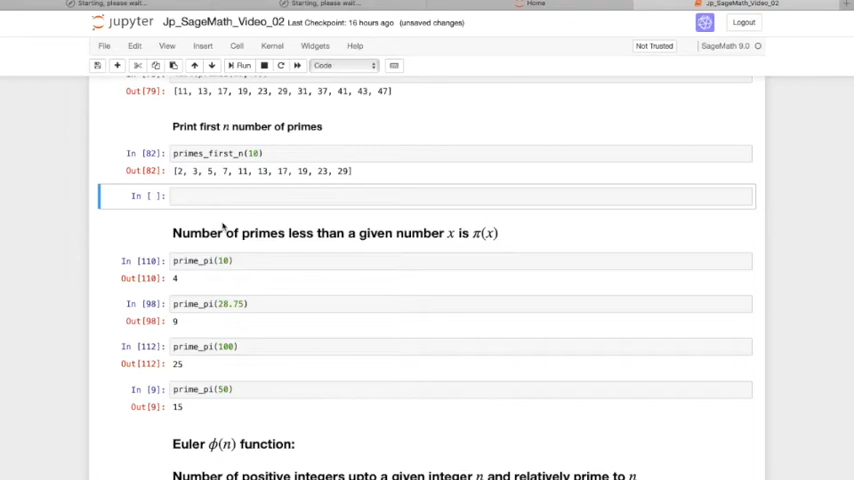 Starting, please wait...
Starting, please wait...
Home
Jp_SageMath_Video_02
jupyter Jp_SageMath_Video_02 Last Checkpoint: 16 hours ago (unsaved changes)
Logout
File Edit View Insert Cell Kernel Widgets Help
Not Trusted
SageMath 9.0
Run
Code
Out[79] [11, 13, 17, 19, 23, 29, 31, 37, 41, 43, 47]
Print first n number of primes
In [82]: primes_first_n(10)
Out[82]: [2, 3, 5, 7, 11, 13, 17, 19, 23, 29]
In [ ]:
Number of primes less than a given number x is π(x)
In [110]: prime_pi(10)
Out[110]: 4
In [98]: prime_pi(28.75)
Out[98]: 9
In [112]: prime_pi(100)
Out[112]: 25
In [9]: prime_pi(50)
Out[9]: 15
Euler ϕ(n) function:
Number of positive integers upto a given integer n and relatively prime to n